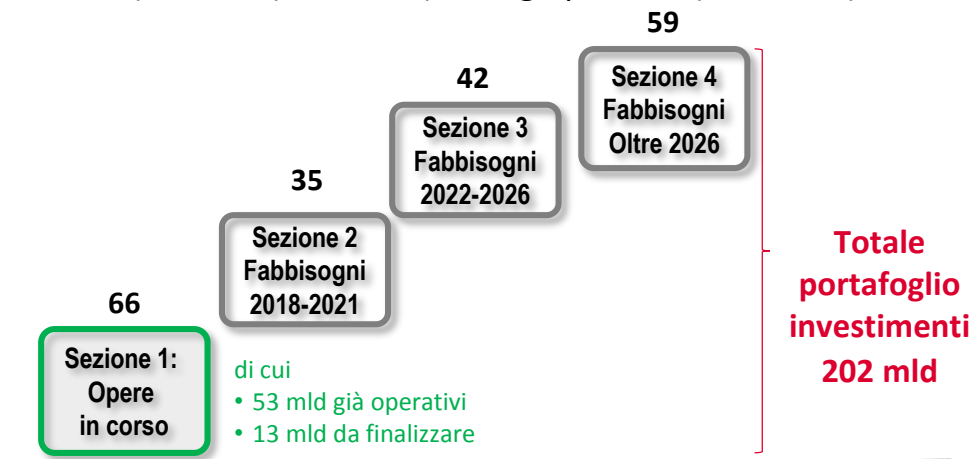 59
Sezione 4
Fabbisogni
Oltre 2026
42
Sezione 3
Fabbisogni
2022-2026
35
Sezione 2
Fabbisogni
2018-2021
66
Sezione 1:
Opere
in corso
di cui
• 53 mld già operativi
• 13 mld da finalizzare
Totale
portafoglio
investimenti
202 mld